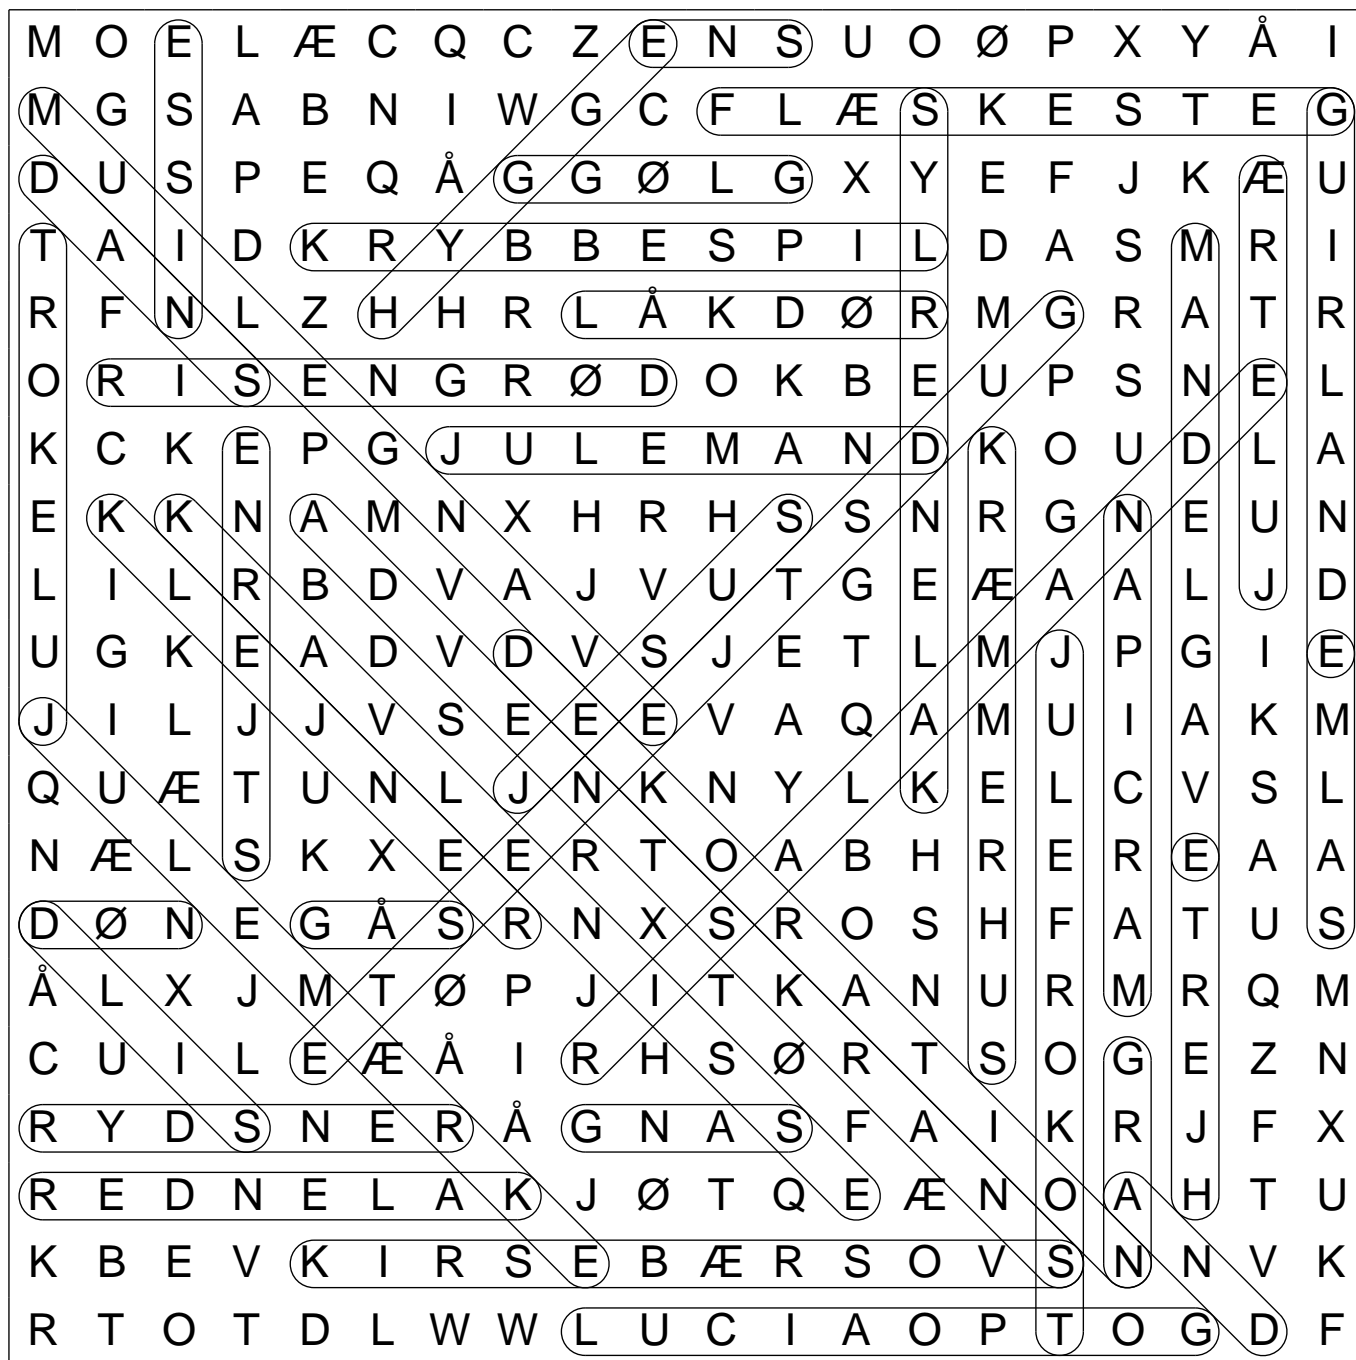 M O E L Æ C Q C Z E N S U O Ø P X Y Å I
M G S A B N I W G C F L Æ S K E S T E G
D U S P E Q Å G G Ø L G X Y E F J K Æ U
T A I D K R Y B B E S P I L D A S M R I
R F N L Z H H R L Å K D Ø R M G R A T R
O R I S E N G R Ø D O K B E U P S N E L
K C K E P G J U L E M A N D K O U D L A
E K K N A M N X H R H S S N R G N E U N
L I L R B D V A J V U T G E Æ A A L J D
U G K E A D V D V S J E T L M J P G I E
J I L J J V S E E E V A Q A M U I A K M
Q U Æ T U N L J N K N Y L K E L C V S L
N Æ L S K X E E R T O A B H R E R E A A
D Ø N E G Å S R N X S R O S H F A T U S
Å L X J M T Ø P J I T K A N U R M R Q M
C U I L E Æ Å I R H S Ø R T S O G E Z N
R Y D S N E R Å G N A S F A I K R J F X
R E D N E L A K J Ø T Q E Æ N O A H T U
K B E V K I R S E B Æ R S O V S N N V K
R T O T D L W W L U C I A O P T O G D F